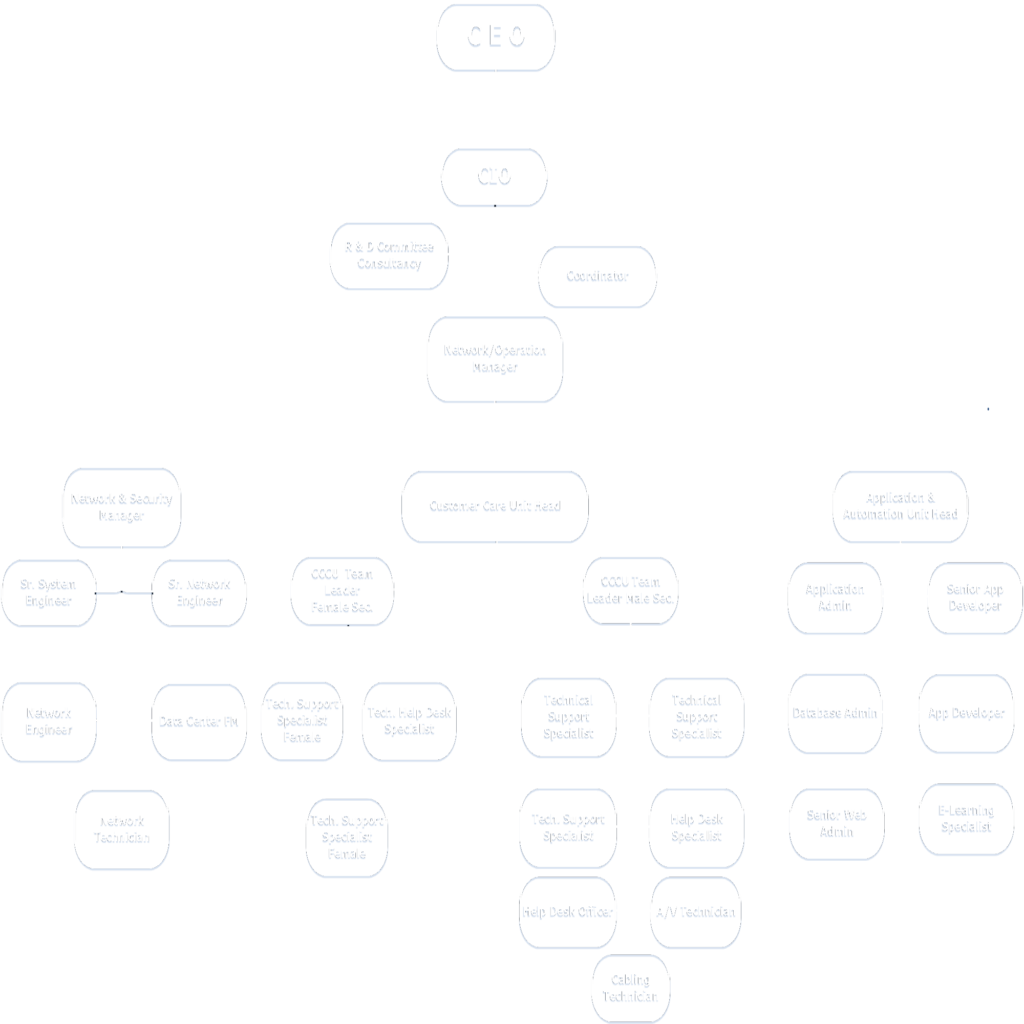 C E O
CIO
R & D Committee
Consultancy
Coordinator
Network/Operation
Manager
Network & Security
Manager
Customer Care Unit Head
Application &
Automation Unit Head
Sr. System
Engineer
Sr. Network
Engineer
CCCU Team
Leader
Female Sec.
CCCU Team
Leader Male Sec.
Application
Admin
Senior App
Developer
Network
Engineer
Data Center FM
Tech. Support
Specialist
Female
Tech. Help Desk
Specialist
Technical
Support
Specialist
Technical
Support
Specialist
Database Admin
App Developer
Network
Technician
Tech. Support
Specialist
Female
Tech. Support
Specialist
Help Desk
Specialist
Senior Web
Admin
E-Learning
Specialist
Help Desk Officer
A/V Technician
Cabling
Technician